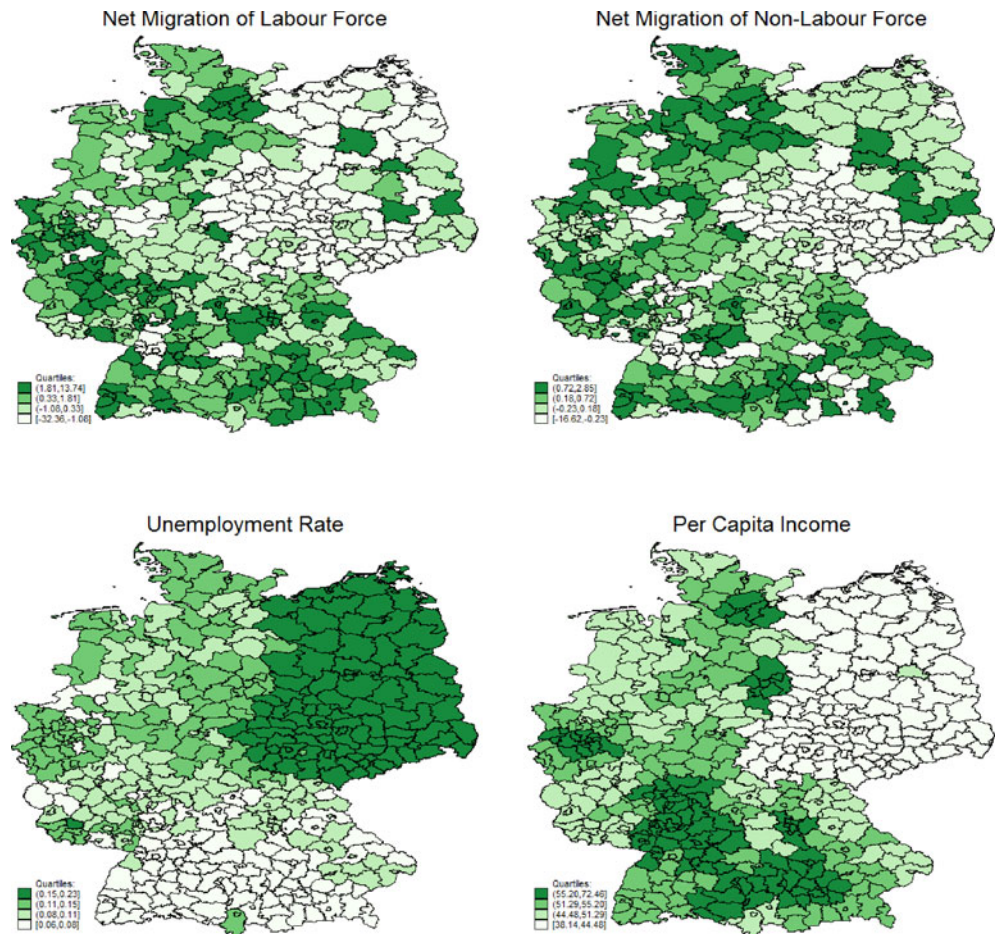 Net Migration of Labour Force
Net Migration of Non-Labour Force
Quartiles:
(1.81,13.74]
(0.33,1.81]
(-1.08,0.33]
[-32.36,-1.08]
Quartiles:
(0.72,2.85]
(0.18,0.72]
(-0.23,0.18]
[-16.62,-0.23]
Unemployment Rate
Per Capita Income
Quartiles:
(0.15,0.23]
(0.11,0.15]
(0.08,0.11]
[0.06,0.08]
Quartiles:
(55.20,72.46]
(51.29,55.20]
(44.48,51.29]
[38.14,44.48]